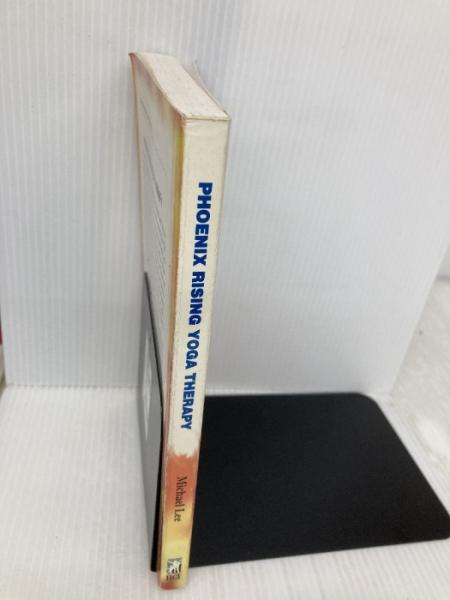 PHOENIX RISING YOGA THERAPY
Michael Lee